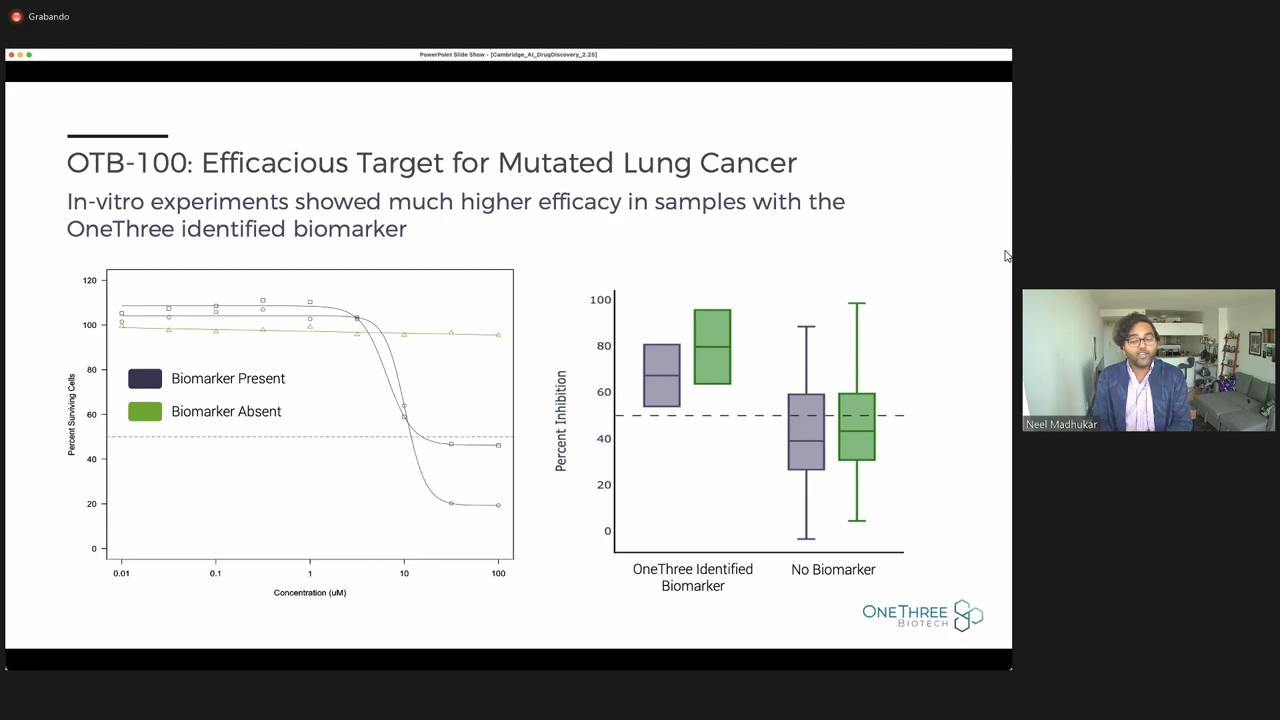 Grabando
PowerPoint Slide Show - [Cambridge_AI_DrugDiscovery_2.25]
OTB-100: Efficacious Target for Mutated Lung Cancer
In-vitro experiments showed much higher efficacy in samples with the
OneThree identified biomarker
120
100
80
60
40
20
0
Percent Surviving Cells
Biomarker Present
Biomarker Absent
0.01
0.1
1
10
100
Concentration (uM)
100
80
60
40
20
0
Percent Inhibition
OneThree Identified
Biomarker
No Biomarker
ONETHREE
BIOTECH
Neel Madhukar